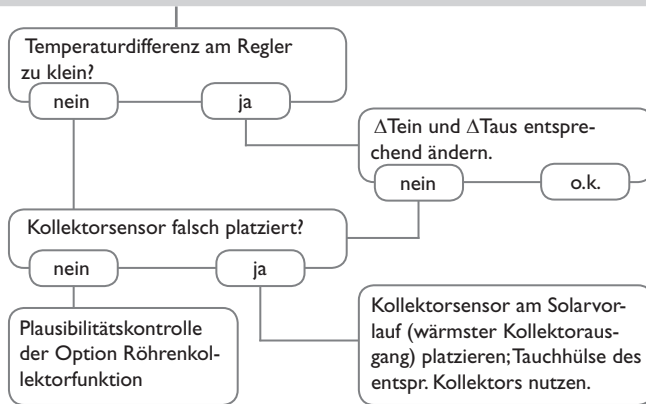 Temperaturdifferenz am Regler
zu klein?
nein
ja
ΔTein und ΔTaus entspre-
chend ändern.
nein
o.k.
Kollektorsensor falsch platziert?
nein
ja
Plausibilitätskontrolle
der Option Röhrenkol-
lektorfunktion
Kollektorsensor am Solarvor-
lauf (wärmster Kollektoraus-
gang) platzieren; Tauchhülse des
entspr. Kollektors nutzen.